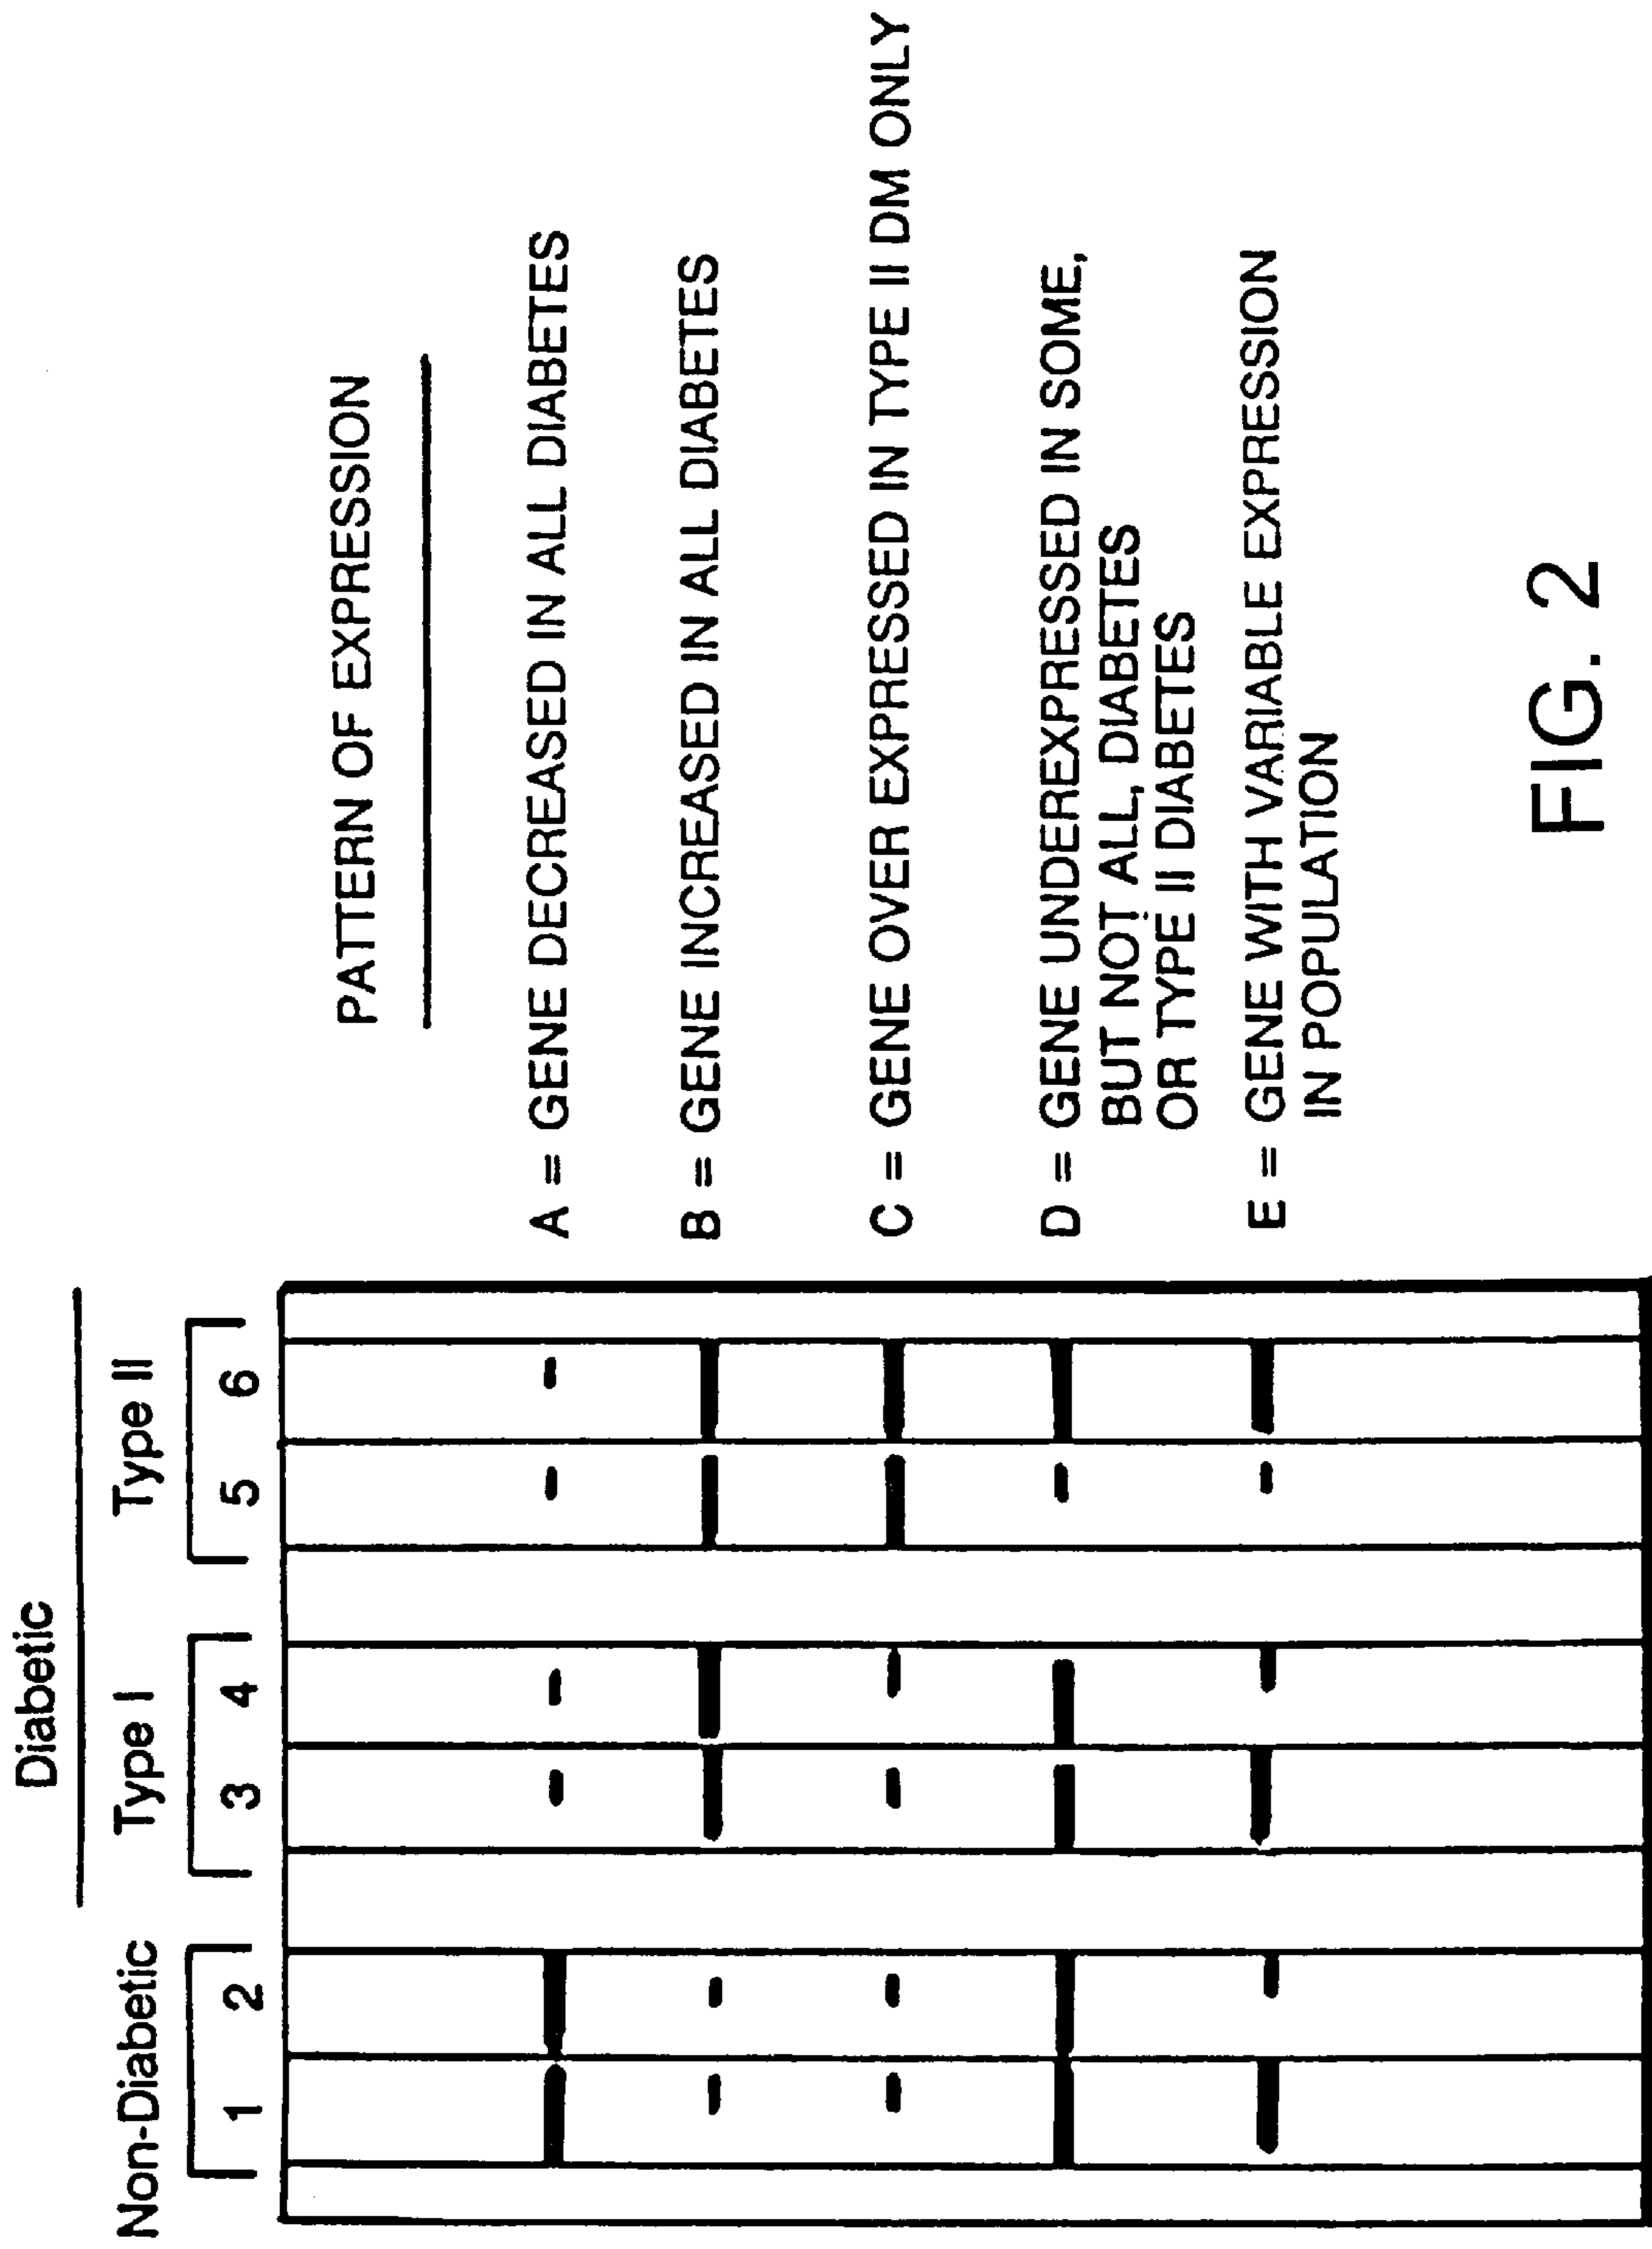 Diabetic
Non-Diabetic Type I Type II
1 2 3 4 5 6
PATTERN OF EXPRESSION
A = GENE DECREASED IN ALL DIABETES
B = GENE INCREASED IN ALL DIABETES
C = GENE OVER EXPRESSED IN TYPE II DM ONLY
D = GENE UNDEREXPRESSED IN SOME,
BUT NOT ALL, DIABETES
OR TYPE II DIABETES
E = GENE WITH VARIABLE EXPRESSION
IN POPULATION
FIG. 2